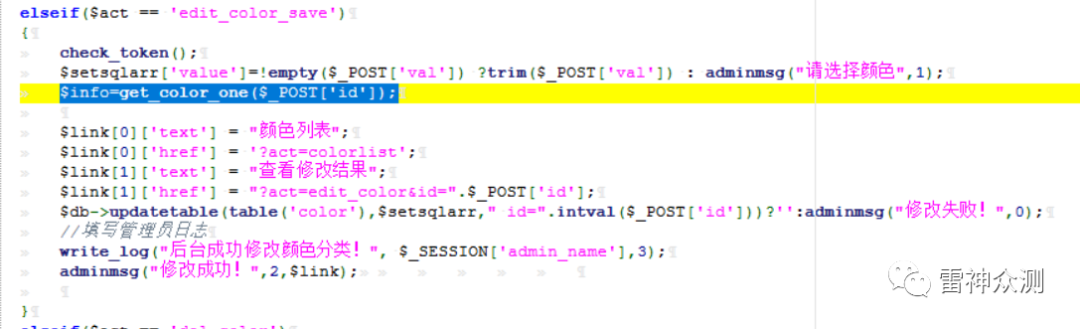 elseif($act == 'edit_color_save')
{
check_token();
$setsqlarr['value']=!empty($_POST['val']) ?trim($_POST['val']) : adminmsg("请选择颜色",1);
$info=get_color_one($_POST['id']);
$link[0]['text'] = "颜色列表";
$link[0]['href'] = '?act=colorlist';
$link[1]['text'] = "查看修改结果";
$link[1]['href'] = "?act=edit_color&id=".$_POST['id'];
$db->updatetable(table('color'),$setsqlarr," id=".intval($_POST['id']))?'':adminmsg("修改失败！",0);
//填写管理员日志
write_log("后台成功修改颜色分类！", $_SESSION['admin_name'],3);
adminmsg("修改成功！",2,$link);
雷神众测
}
elseif($act == 'del_color')